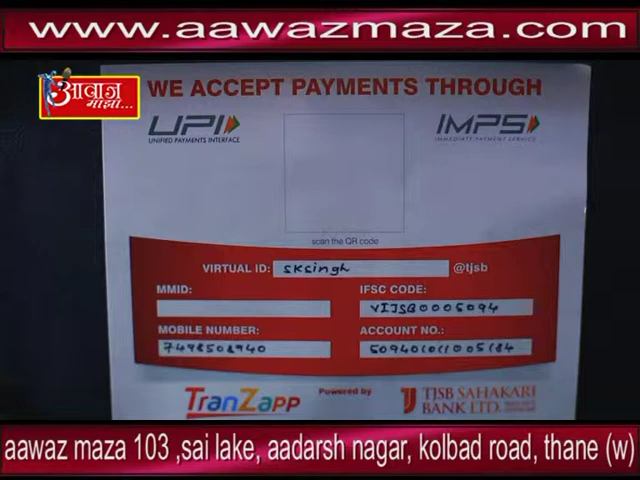 www.aawazmaza.com
आवाज
माझा...
WE ACCEPT PAYMENTS THROUGH
UPI
UNIFIED PAYMENTS INTERFACE
IMPS
IMMEDIATE PAYMENT SERVICE
scan the QR code
VIRTUAL ID: sksingh @tjsb
MMID:
IFSC CODE:
VIJSB0005094
MOBILE NUMBER:
7498508940
ACCOUNT NO.:
TranZapp
Powered by
TJSB SAHAKARI
BANK LTD.
aawaz maza 103 ,sai lake, aadarsh nagar, kolbad road, thane (w)